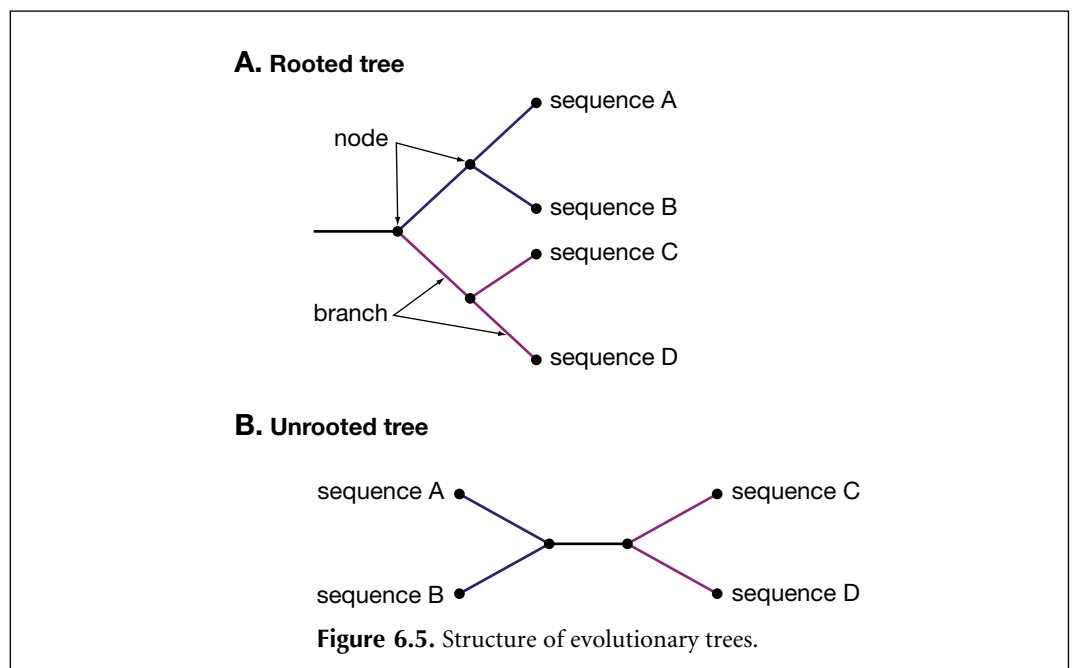 A. Rooted tree
sequence A
node
sequence B
sequence C
branch
sequence D
B. Unrooted tree
sequence A
sequence C
sequence B
sequence D
Figure 6.5. Structure of evolutionary trees.